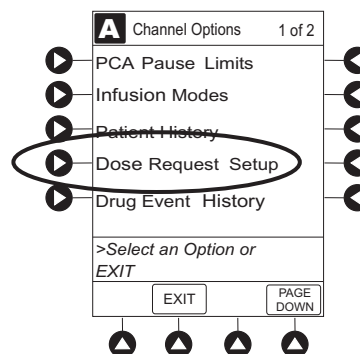 A Channel Options 1 of 2
PCA Pause Limits
Infusion Modes
Patient History
Dose Request Setup
Drug Event History
>Select an Option or
EXIT
EXIT
PAGE
DOWN